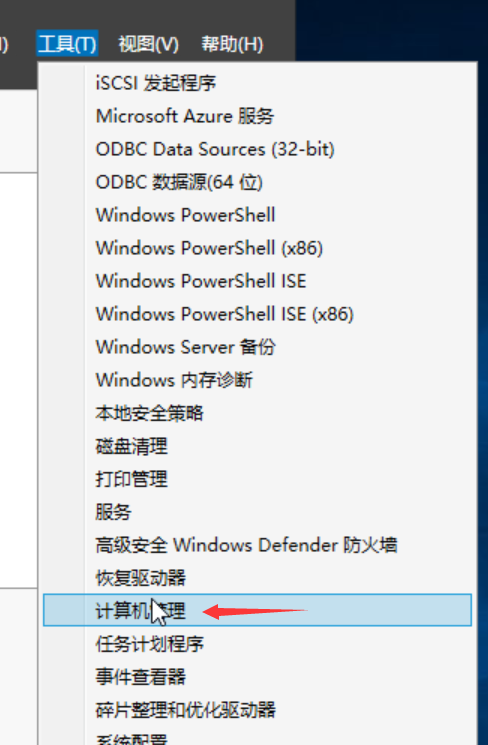 工具(T) 视图(V) 帮助(H)
iSCSI 发起程序
Microsoft Azure 服务
ODBC Data Sources (32-bit)
ODBC 数据源(64 位)
Windows PowerShell
Windows PowerShell (x86)
Windows PowerShell ISE
Windows PowerShell ISE (x86)
Windows Server 备份
Windows 内存诊断
本地安全策略
磁盘清理
打印管理
服务
高级安全 Windows Defender 防火墙
恢复驱动器
计算机管理
任务计划程序
事件查看器
碎片整理和优化驱动器
系统配置